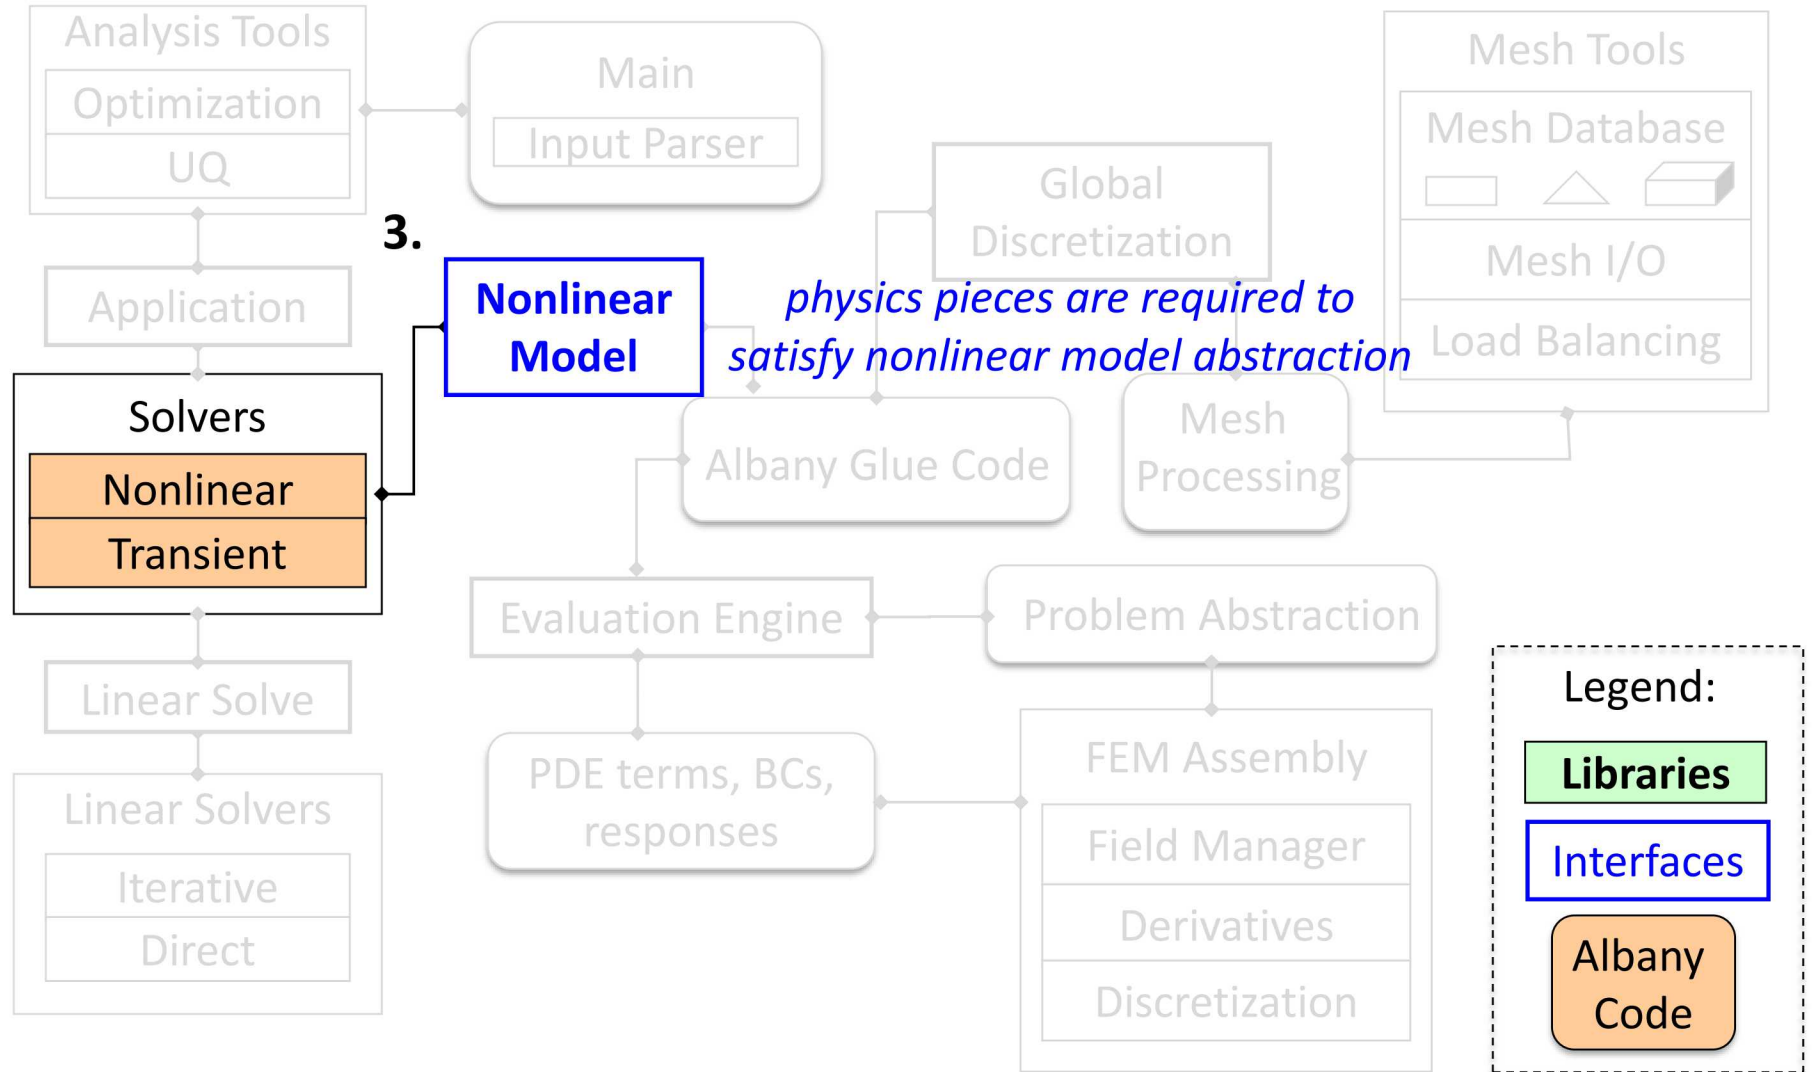 Analysis Tools
Optimization
UQ
Main
Input Parser
Mesh Tools
Mesh Database
Mesh I/O
Load Balancing
Global
Discretization
3.
Application
Nonlinear
Model
physics pieces are required to
satisfy nonlinear model abstraction
Solvers
Nonlinear
Transient
Albany Glue Code
Mesh
Processing
Evaluation Engine
Problem Abstraction
Linear Solve
Linear Solvers
Iterative
Direct
PDE terms, BCs,
responses
FEM Assembly
Field Manager
Derivatives
Discretization
Legend:
Libraries
Interfaces
Albany
Code